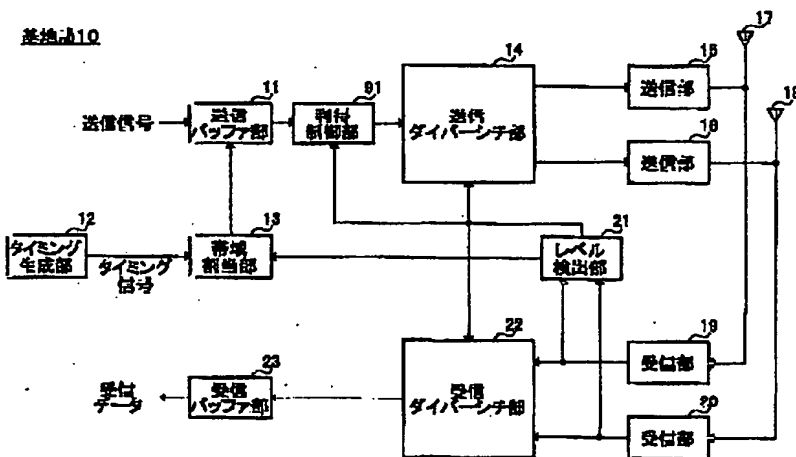 基地局10
送信信号
11
送信
バッファ部
91
利得
制御部
14
送信
ダイバーシチ部
15
送信部
16
送信部
17
18
12
タイミング
生成部
タイミング
信号
13
帯域
割当部
21
レベル
検出部
22
受信
ダイバーシチ部
19
受信部
20
受信部
23
受信
バッファ部
受信
データ